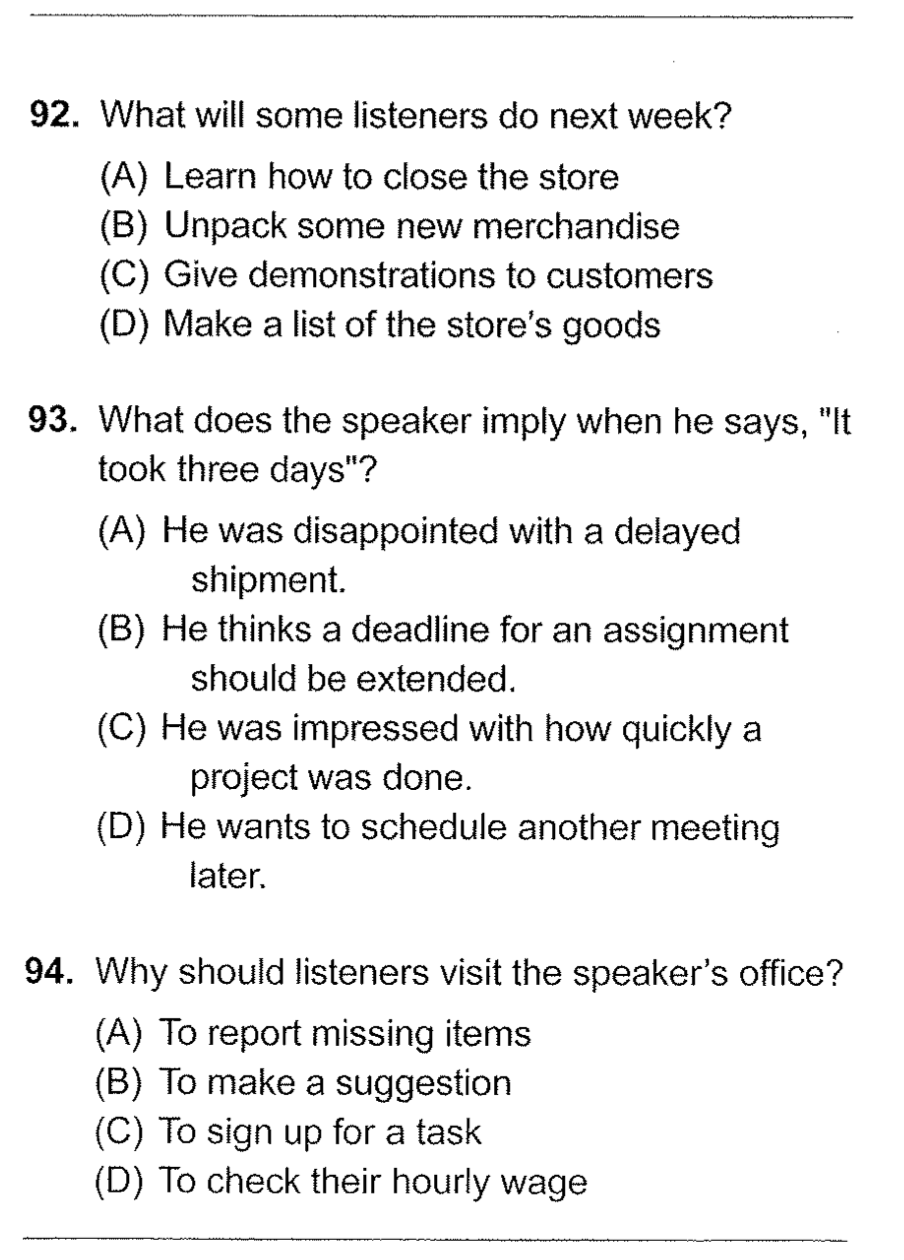 92. What will some listeners do next week?
(A) Learn how to close the store
(B) Unpack some new merchandise
(C) Give demonstrations to customers
(D) Make a list of the store's goods
93. What does the speaker imply when he says, "It
took three days"?
(A) He was disappointed with a delayed
shipment.
(B) He thinks a deadline for an assignment
should be extended.
(C) He was impressed with how quickly a
project was done.
(D) He wants to schedule another meeting
later.
94. Why should listeners visit the speaker's office?
(A) To report missing items
(B) To make a suggestion
(C) To sign up for a task
(D) To check their hourly wage